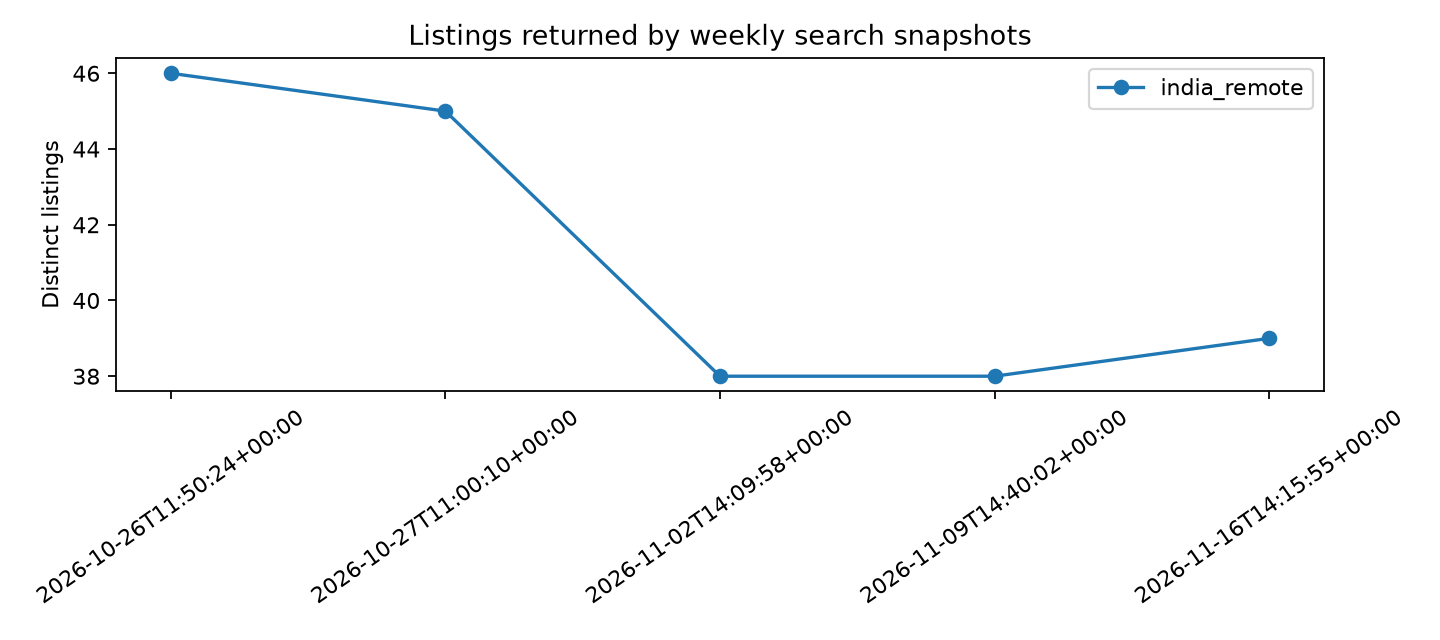 Listings returned by weekly search snapshots
Distinct listings
46
44
42
40
38
india_remote
2026-10-26T11:50:24+00:00
2026-10-27T11:00:10+00:00
2026-11-02T14:09:58+00:00
2026-11-09T14:40:02+00:00
2026-11-16T14:15:55+00:00